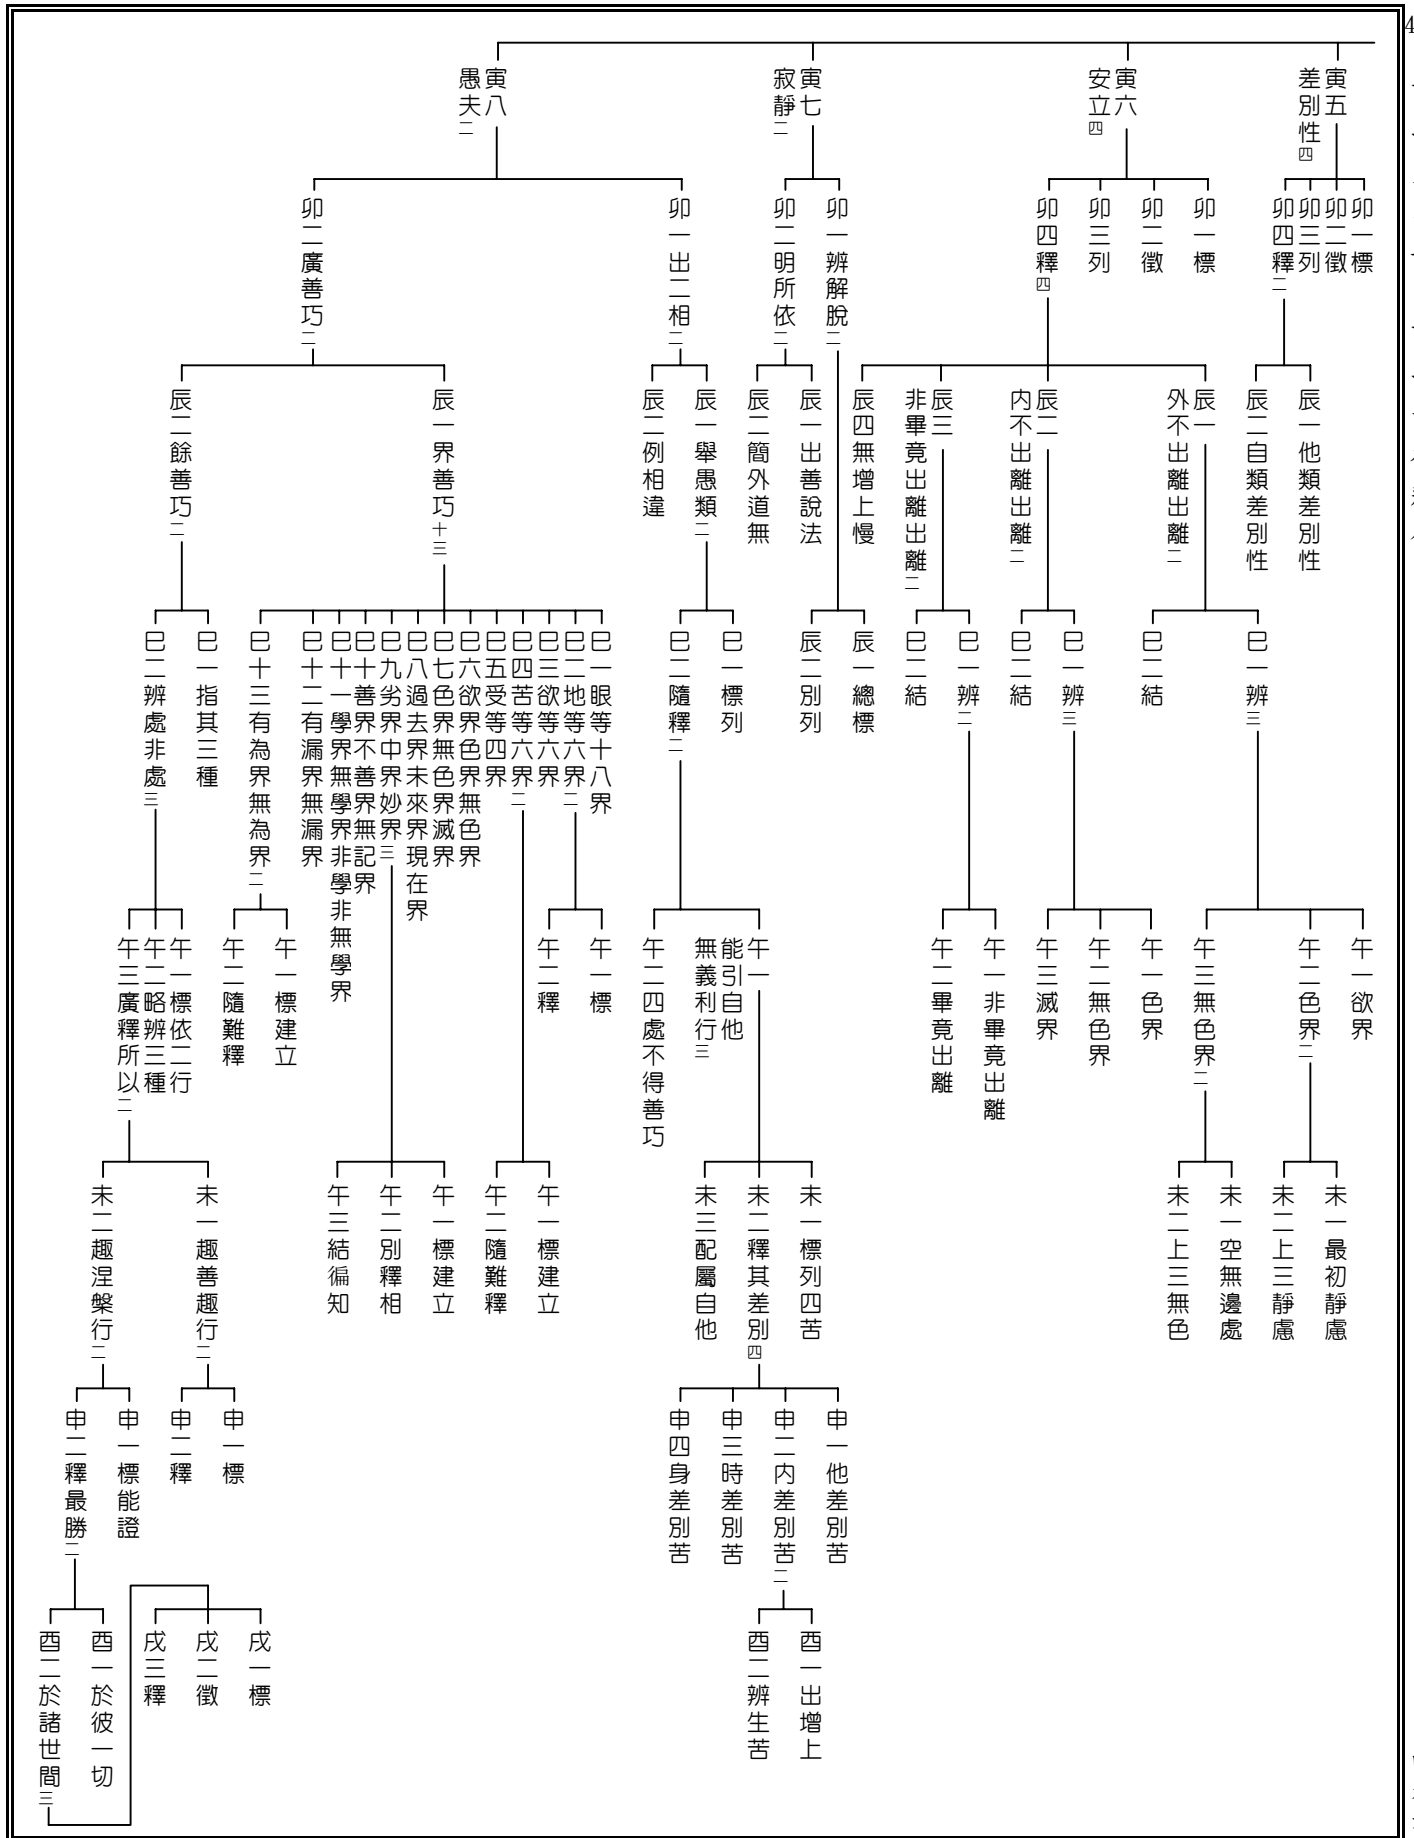 4
寅五
差別性四
寅六
安立四
寅七
寂靜二
寅八
愚夫二
卯一標
卯二徵
卯三列
卯四釋二
卯一標
卯二徵
卯三列
卯四釋四
卯一辨解脫二
卯二明所依二
卯一出二相二
卯二廣善巧二
辰一他類差別性
辰二自類差別性
辰一
外不出離出離二
辰二
內不出離出離二
辰三
非畢竟出離出離二
辰四無增上慢
辰一出善說法
辰二簡外道無
辰一舉愚類二
辰二例相違
辰一界善巧十三
辰二餘善巧二
巳一辨三
巳二結
巳一辨三
巳二結
巳一辨二
巳二結
辰一總標
辰二別列
巳一標列
巳二隨釋二
巳一眼等十八界
巳二地等六界二
巳三欲等六界
巳四苦等六界二
巳五受等四界
巳六欲界色界無色界
巳七色界無色界滅界
巳八過去界未來界現在界
巳九劣界中界妙界三
巳十善界不善界無記界
巳十一學界無學界非學非無學界
巳十二有漏界無漏界
巳十三有為界無為界二
巳一指其三種
巳二辨處非處三
午一欲界
午二色界二
午三無色界二
午一色界
午二無色界
午三滅界
午一非畢竟出離
午二畢竟出離
午一
能引自他
無義利行三
午二四處不得善巧
午一標
午二釋
午一標建立
午二隨難釋
午一標依二行
午二略辨三種
午三廣釋所以二
未一最初靜慮
未二上三靜慮
未一空無邊處
未二上三無色
未一標列四苦
未二釋其差別四
未三配屬自他
午一標建立
午二隨難釋
午一標建立
午二別釋相
午三結徧知
未一趣善趣行二
未二趣涅槃行二
申一他差別苦
申二內差別苦二
申三時差別苦
申四身差別苦
申一標
申二釋
申一標能證
申二釋最勝二
酉一出增上
酉二辨生苦
戌一標
戌二徵
戌三釋
酉一於彼一切
酉二於諸世間三